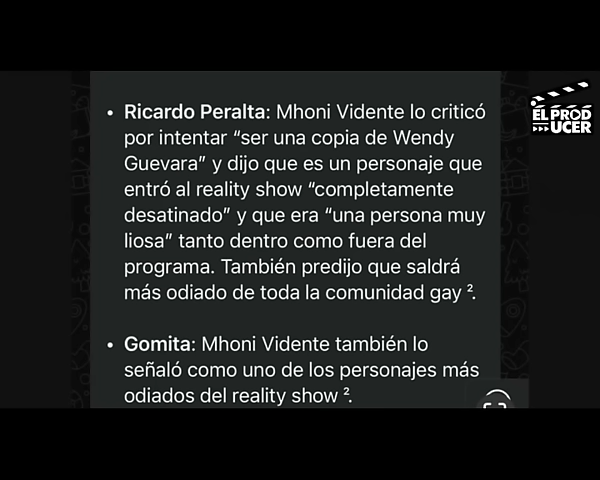 • Ricardo Peralta: Mhoni Vidente lo criticó
por intentar “ser una copia de Wendy
Guevara” y dijo que es un personaje que
entró al reality show “completamente
desatinado” y que era “una persona muy
liosa” tanto dentro como fuera del
programa. También predijo que saldrá
más odiado de toda la comunidad gay ².
• Gomita: Mhoni Vidente también lo
señaló como uno de los personajes más
odiados del reality show ².
EL PROD
UCER